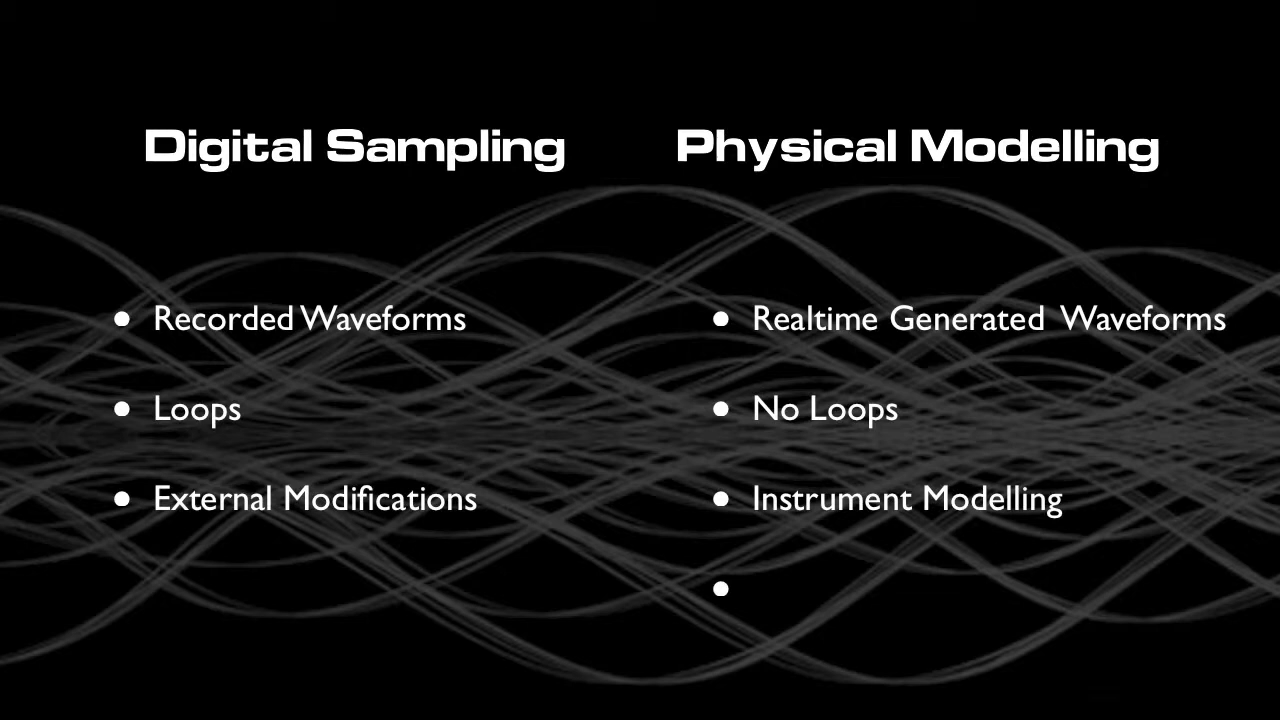 Digital Sampling
• Recorded Waveforms
• Loops
• External Modifications
Physical Modelling
• Realtime Generated Waveforms
• No Loops
• Instrument Modelling
•